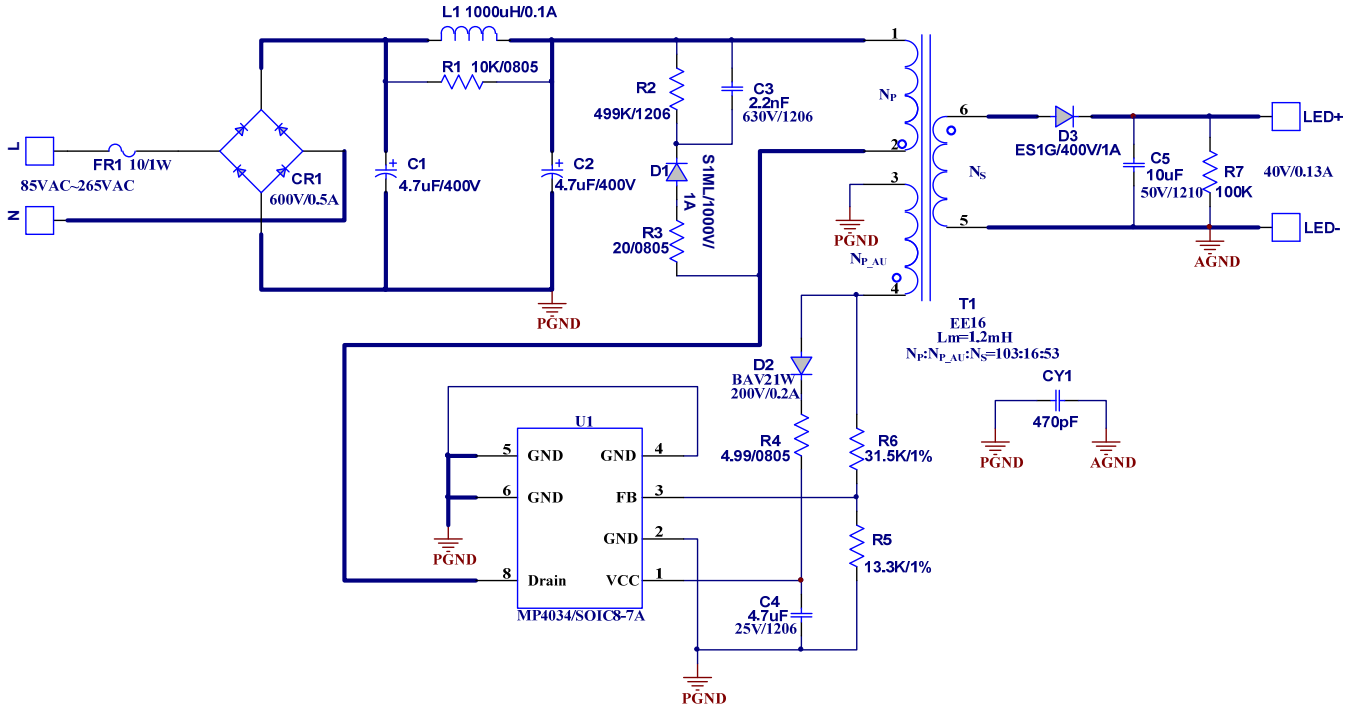 L1 1000uH/0.1A
R1 10K/0805
L
FR1 10/1W
85VAC~265VAC
N
CR1
600V/0.5A
C1
4.7uF/400V
C2
4.7uF/400V
PGND
R2
499K/1206
C3
2.2nF
630V/1206
D1
S1ML/1000V/
1A
R3
20/0805
1
NP
2
3
PGND
NP_AU
4
6
NS
5
D3
ES1G/400V/1A
C5
10uF
50V/1210
R7
100K
LED+
40V/0.13A
LED-
AGND
T1
EE16
Lm=1.2mH
NP:NP_AU:NS=103:16:53
D2
BAV21W
200V/0.2A
CY1
470pF
PGND
AGND
R4
4.99/0805
R6
31.5K/1%
R5
13.3K/1%
U1
5 GND GND 4
6 GND FB 3
GND 2
8 Drain VCC 1
MP4034/SOIC8-7A
PGND
C4
4.7uF
25V/1206
PGND